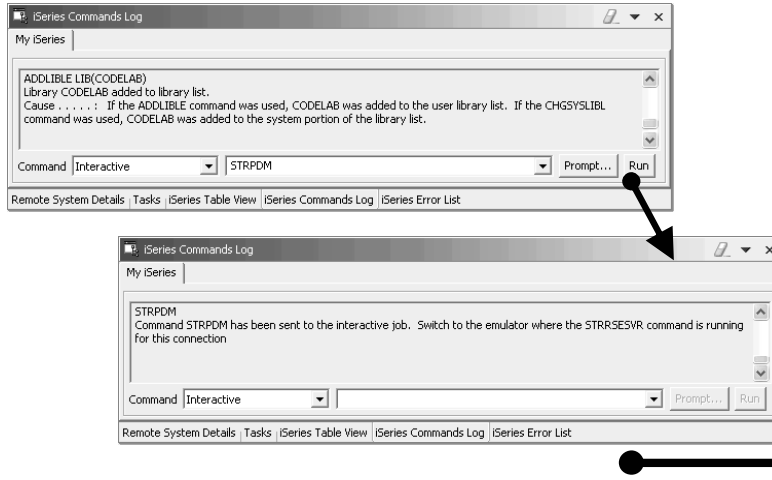 iSeries Commands Log
My iSeries
ADDLIBLE LIB(CODELAB)
Library CODELAB added to library list.
Cause . . . . . :   If the ADDLIBLE command was used, CODELAB was added to the user library list.  If the CHGSYSLIBL
command was used, CODELAB was added to the system portion of the library list.
Command Interactive STRPDM Prompt... Run
Remote System Details Tasks iSeries Table View iSeries Commands Log iSeries Error List
iSeries Commands Log
My iSeries
STRPDM
Command STRPDM has been sent to the interactive job.  Switch to the emulator where the STRRSESVR command is running
for this connection
Command Interactive Prompt... Run
Remote System Details Tasks iSeries Table View iSeries Commands Log iSeries Error List